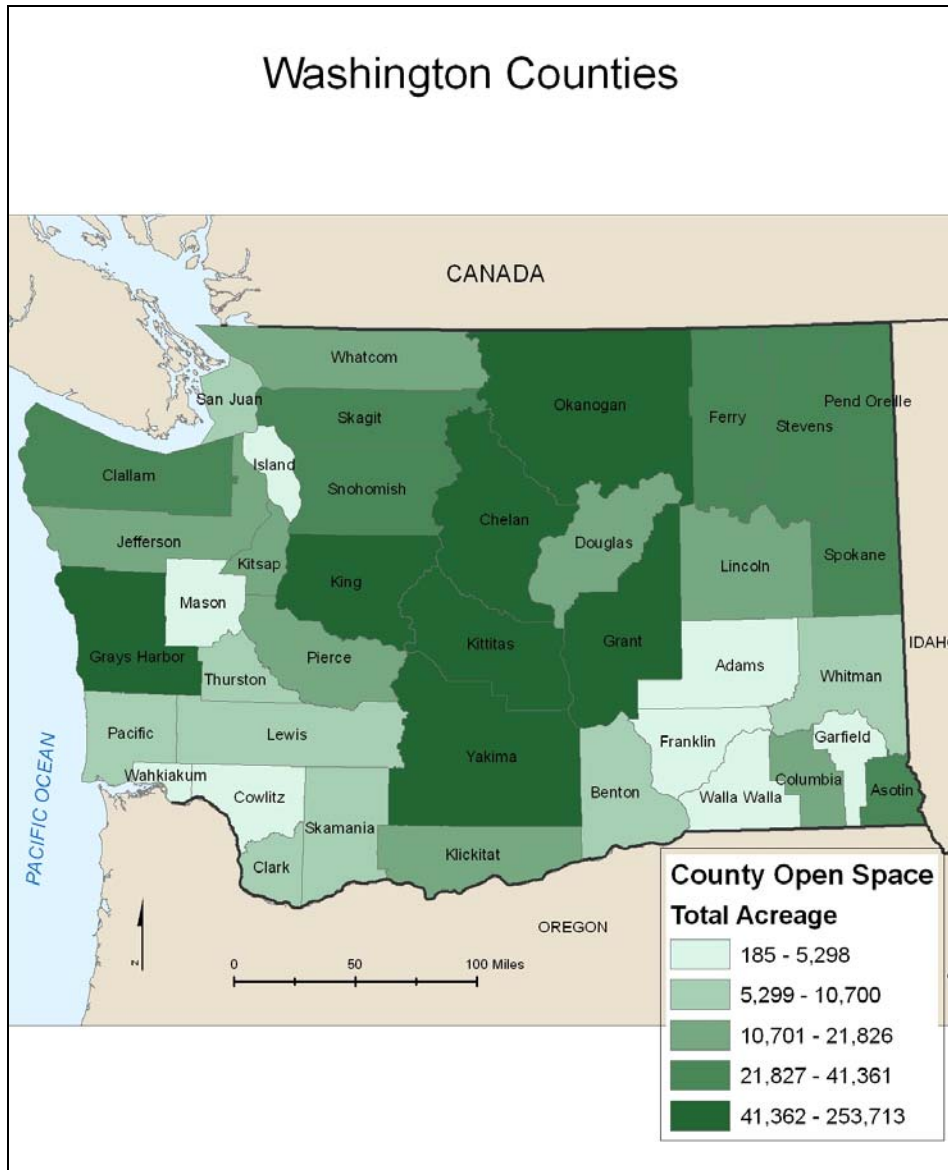 Washington Counties
CANADA
Whatcom
San Juan
Okanogan
Pend Oreille
Skagit
Ferry
Stevens
Island
Clallam
Snohomish
Chelan
Jefferson
Douglas
Spokane
Kitsap
Lincoln
King
Mason
Kittitas
Grant
IDAHO
Grays Harbor
Pierce
Adams
Thurston
Whitman
Pacific
Lewis
Franklin
Garfield
Yakima
Wahkiakum
Columbia
Cowlitz
Benton
Walla Walla
Asotin
Skamania
PACIFIC OCEAN
Clark
Klickitat
OREGON
N
0 50 100 Miles
County Open Space
Total Acreage
185 - 5,298
5,299 - 10,700
10,701 - 21,826
21,827 - 41,361
41,362 - 253,713